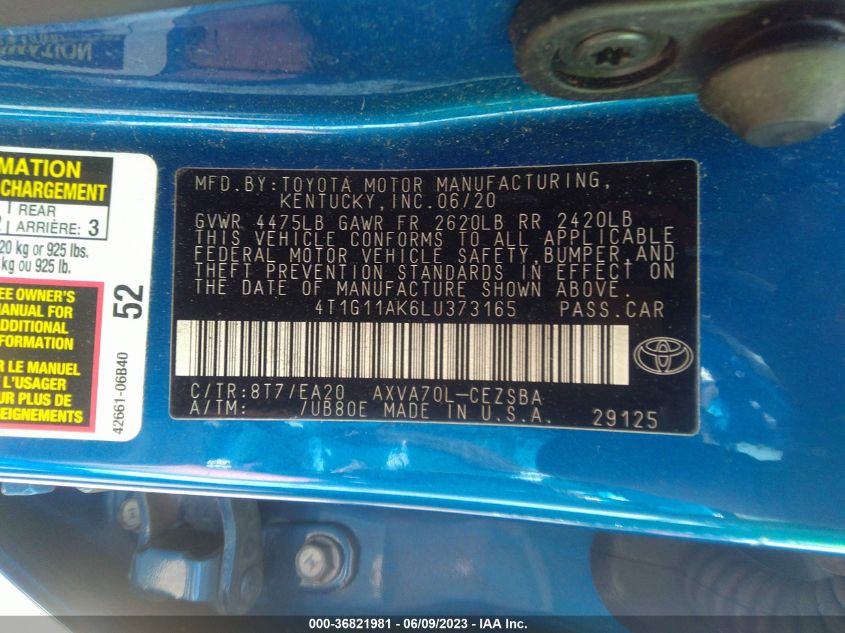 MATION
CHARGEMENT
REAR
ARRIÈRE: 3
20 kg or 925 lbs.
kg ou 925 lb.
EE OWNER'S
MANUAL FOR
ADDITIONAL
FORMATION
R LE MANUEL
L'USAGER
UR PLUS DE
52
42661-06B40
MFD. BY: TOYOTA MOTOR MANUFACTURING,
KENTUCKY, INC. 06/20
GVWR 4475LB GAWR FR 2620LB RR 2420LB
THIS VEHICLE CONFORMS TO ALL APPLICABLE
FEDERAL MOTOR VEHICLE SAFETY, BUMPER, AND
THEFT PREVENTION STANDARDS IN EFFECT ON
THE DATE OF MANUFACTURE SHOWN ABOVE.
4T1G11AK6LU373165 PASS. CAR
C/TR: 8T7/EA20 AXVA70L-CEZSBA
A/TM: /UB80E MADE IN U.S.A. 29125
000-36821981 - 06/09/2023 - IAA Inc.